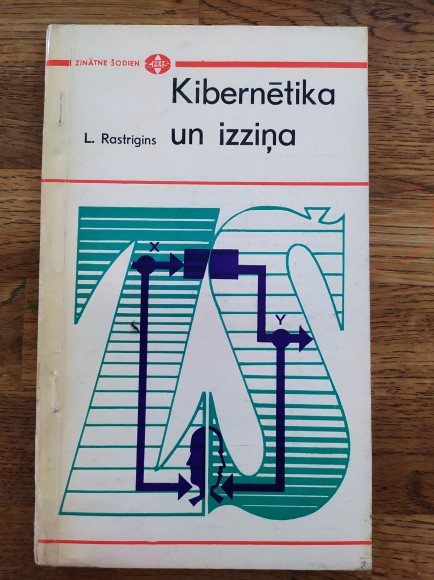 ZINĀTNE ŠODIEN
Kibernētika
L. Rastrigins
un izziņa
X
Y